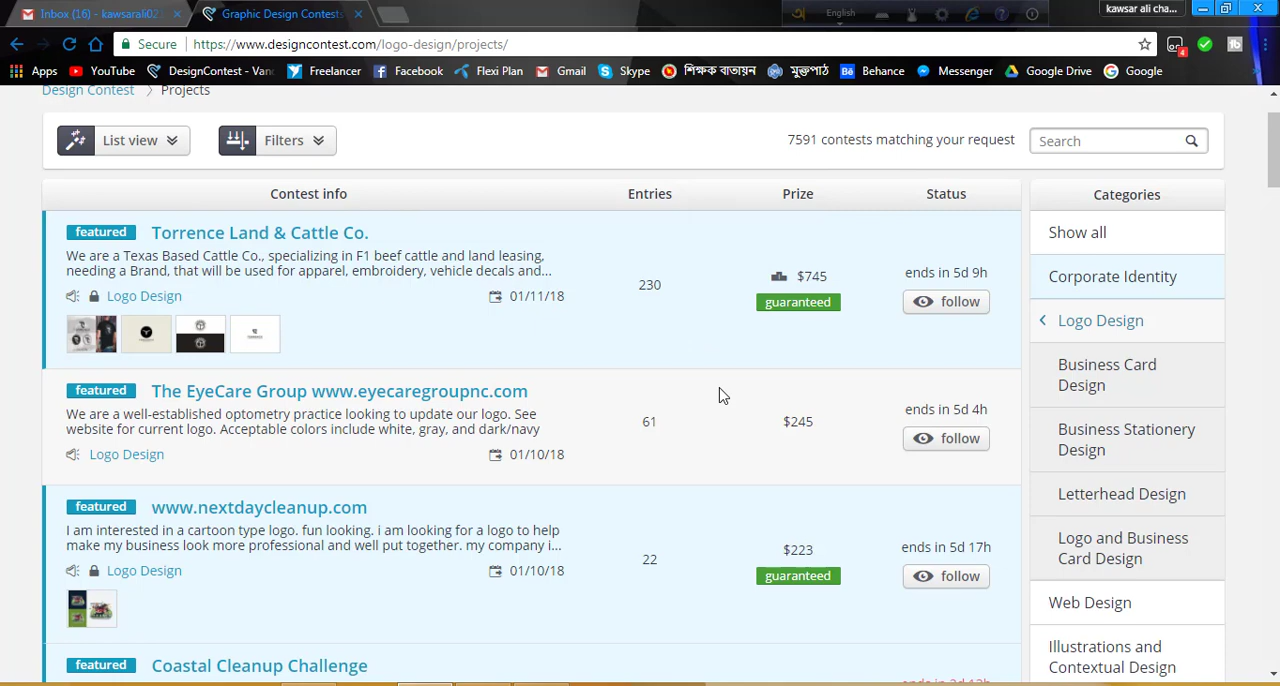 Inbox (16) - kawsarali02
Graphic Design Contests
English
kawsar ali cha...
Secure
https://www.designcontest.com/logo-design/projects/
4
Apps
YouTube
DesignContest - Van
Freelancer
Facebook
Flexi Plan
Gmail
Skype
শিক্ষক বাতায়ন
মুক্তপাঠ
Behance
Messenger
Google Drive
Google
Design Contest
Projects
List view
Filters
7591 contests matching your request
Search
Contest info
Entries
Prize
Status
Categories
featured
Torrence Land & Cattle Co.
We are a Texas Based Cattle Co., specializing in F1 beef cattle and land leasing,
needing a Brand, that will be used for apparel, embroidery, vehicle decals and...
Logo Design
01/11/18
230
$745
guaranteed
ends in 5d 9h
follow
featured
The EyeCare Group www.eyecaregroupnc.com
We are a well-established optometry practice looking to update our logo. See
website for current logo. Acceptable colors include white, gray, and dark/navy
Logo Design
01/10/18
61
$245
ends in 5d 4h
follow
featured
www.nextdaycleanup.com
I am interested in a cartoon type logo. fun looking. i am looking for a logo to help
make my business look more professional and well put together. my company i...
Logo Design
01/10/18
22
$223
guaranteed
ends in 5d 17h
follow
featured
Coastal Cleanup Challenge
Show all
Corporate Identity
Logo Design
Business Card
Design
Business Stationery
Design
Letterhead Design
Logo and Business
Card Design
Web Design
Illustrations and
Contextual Design